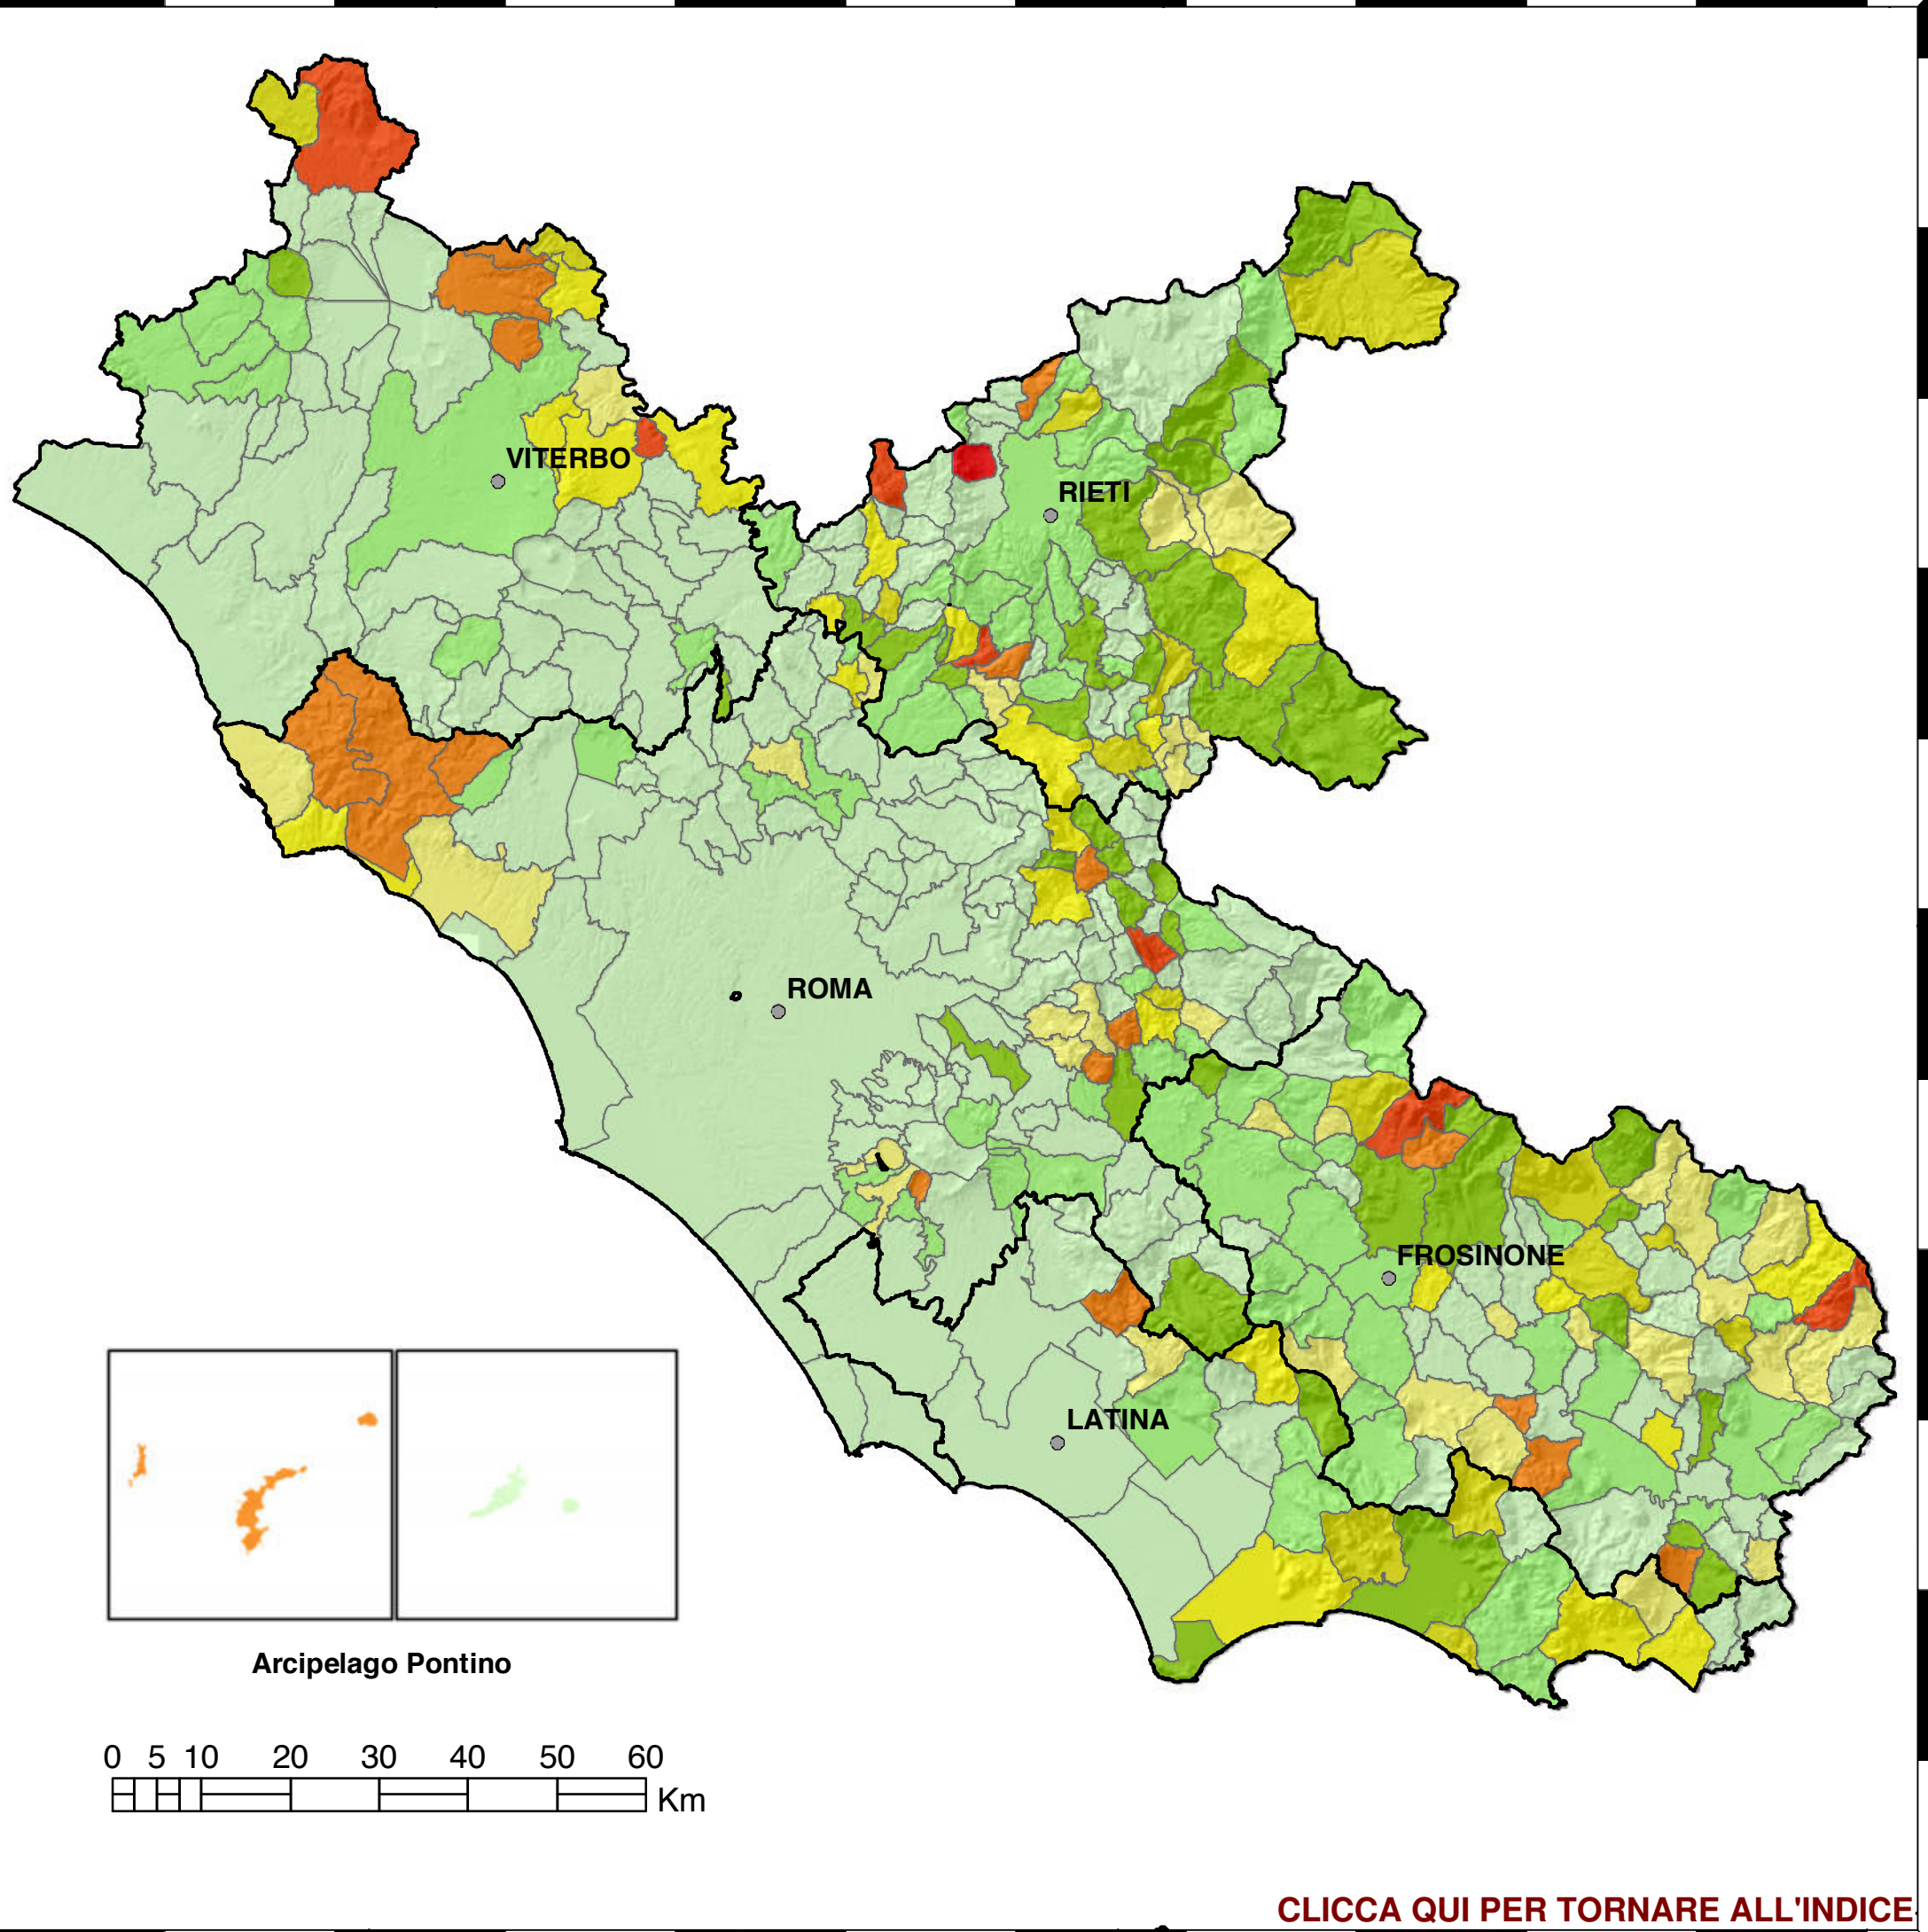 VITERBO
RIETI
ROMA
FROSINONE
LATINA
Arcipelago Pontino
0 5 10 20 30 40 50 60
Km
CLICCA QUI PER TORNARE ALL'INDICE